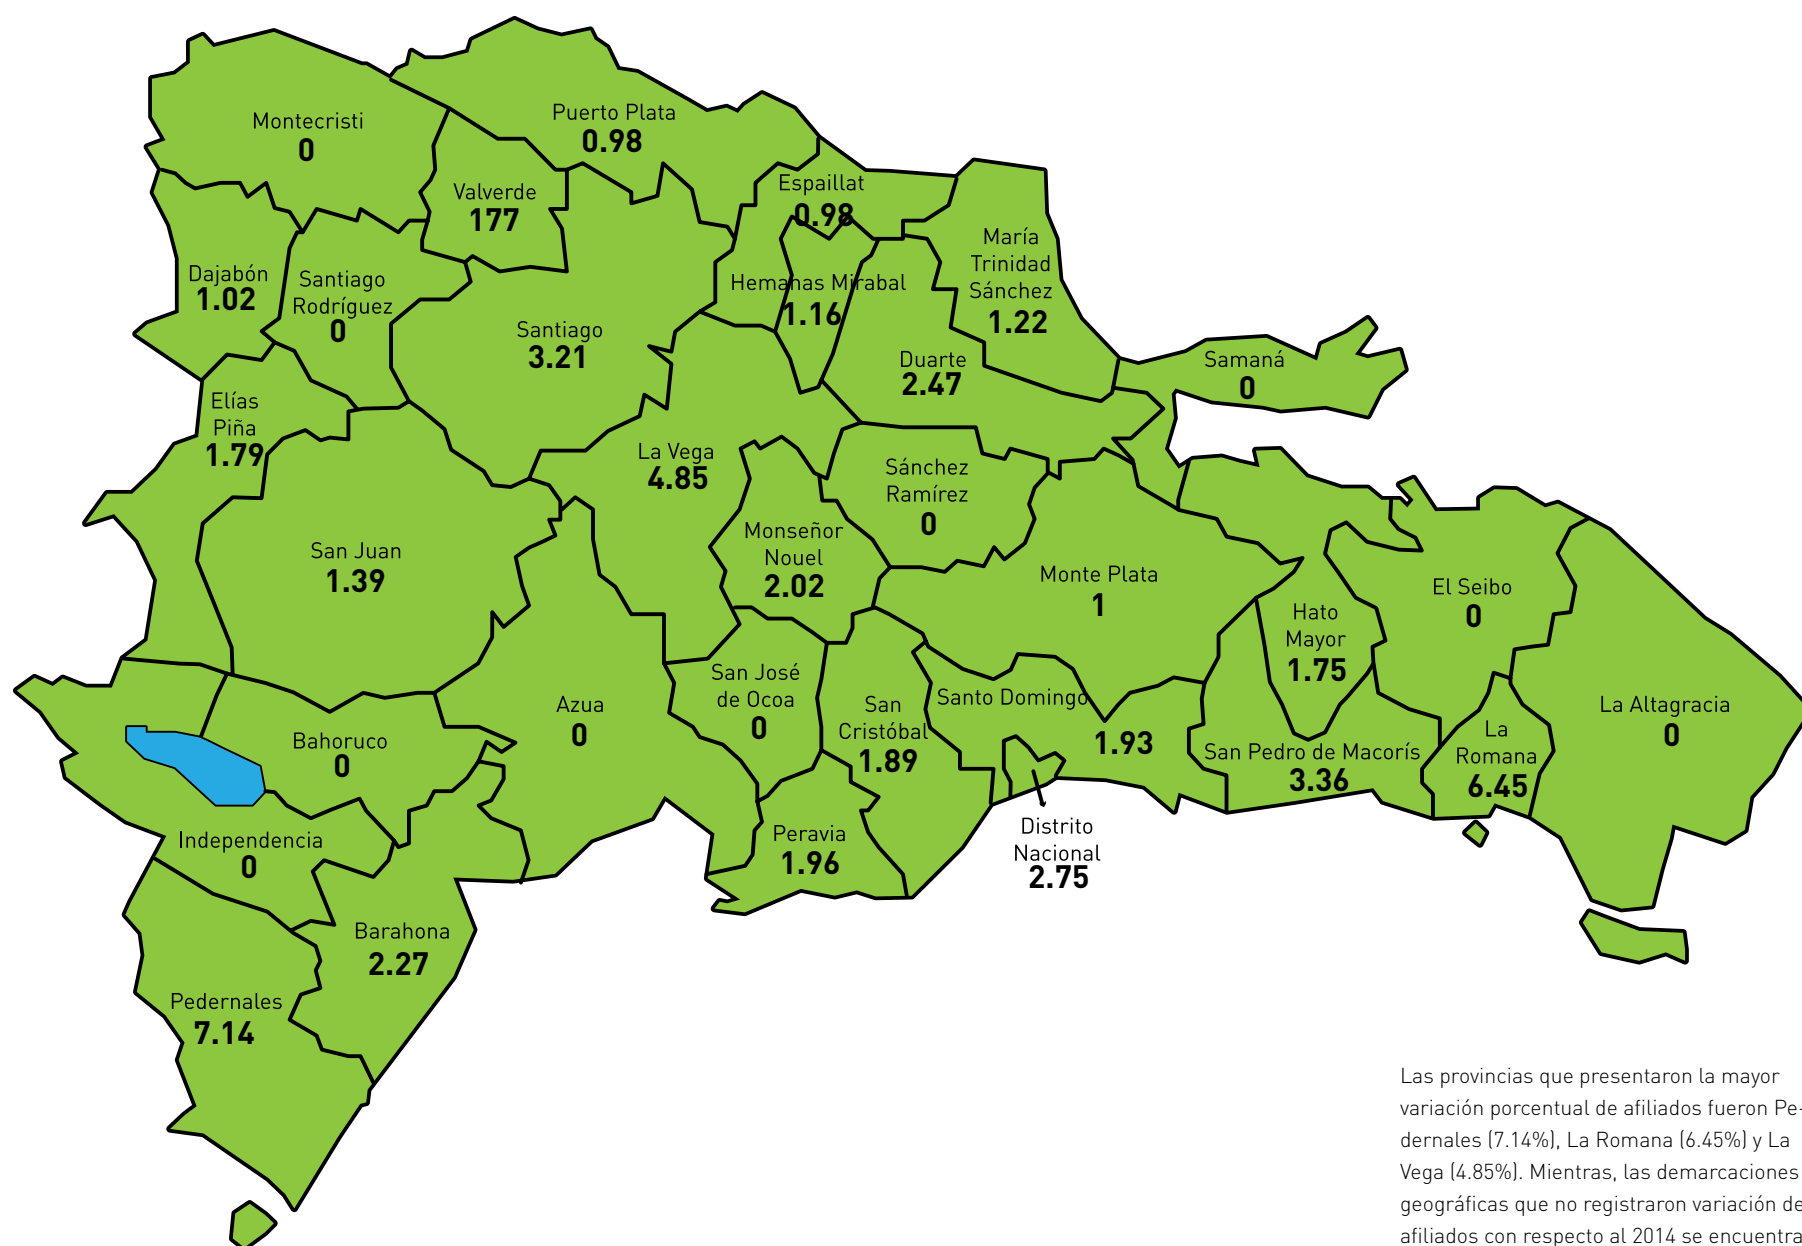 Montecristi
0
Puerto Plata
0.98
Valverde
177
Espaillat
0.98
María
Trinidad
Sánchez
1.22
Dajabón
1.02
Santiago
Rodríguez
0
Hemanas Mirabal
1.16
Santiago
3.21
Duarte
2.47
Samaná
0
Elías
Piña
1.79
La Vega
4.85
Sánchez
Ramírez
0
San Juan
1.39
Monseñor
Nouel
2.02
Monte Plata
1
El Seibo
0
Hato
Mayor
1.75
San José
de Ocoa
0
Azua
0
San
Cristóbal
1.89
Santo Domingo
1.93
San Pedro de Macorís
3.36
La
Romana
6.45
La Altagracia
0
Bahoruco
0
Independencia
0
Peravia
1.96
Distrito
Nacional
2.75
Barahona
2.27
Pedernales
7.14
Las provincias que presentaron la mayor
variación porcentual de afiliados fueron Pe-
dernales (7.14%), La Romana (6.45%) y La
Vega (4.85%). Mientras, las demarcaciones
geográficas que no registraron variación de
afiliados con respecto al 2014 se encuentra